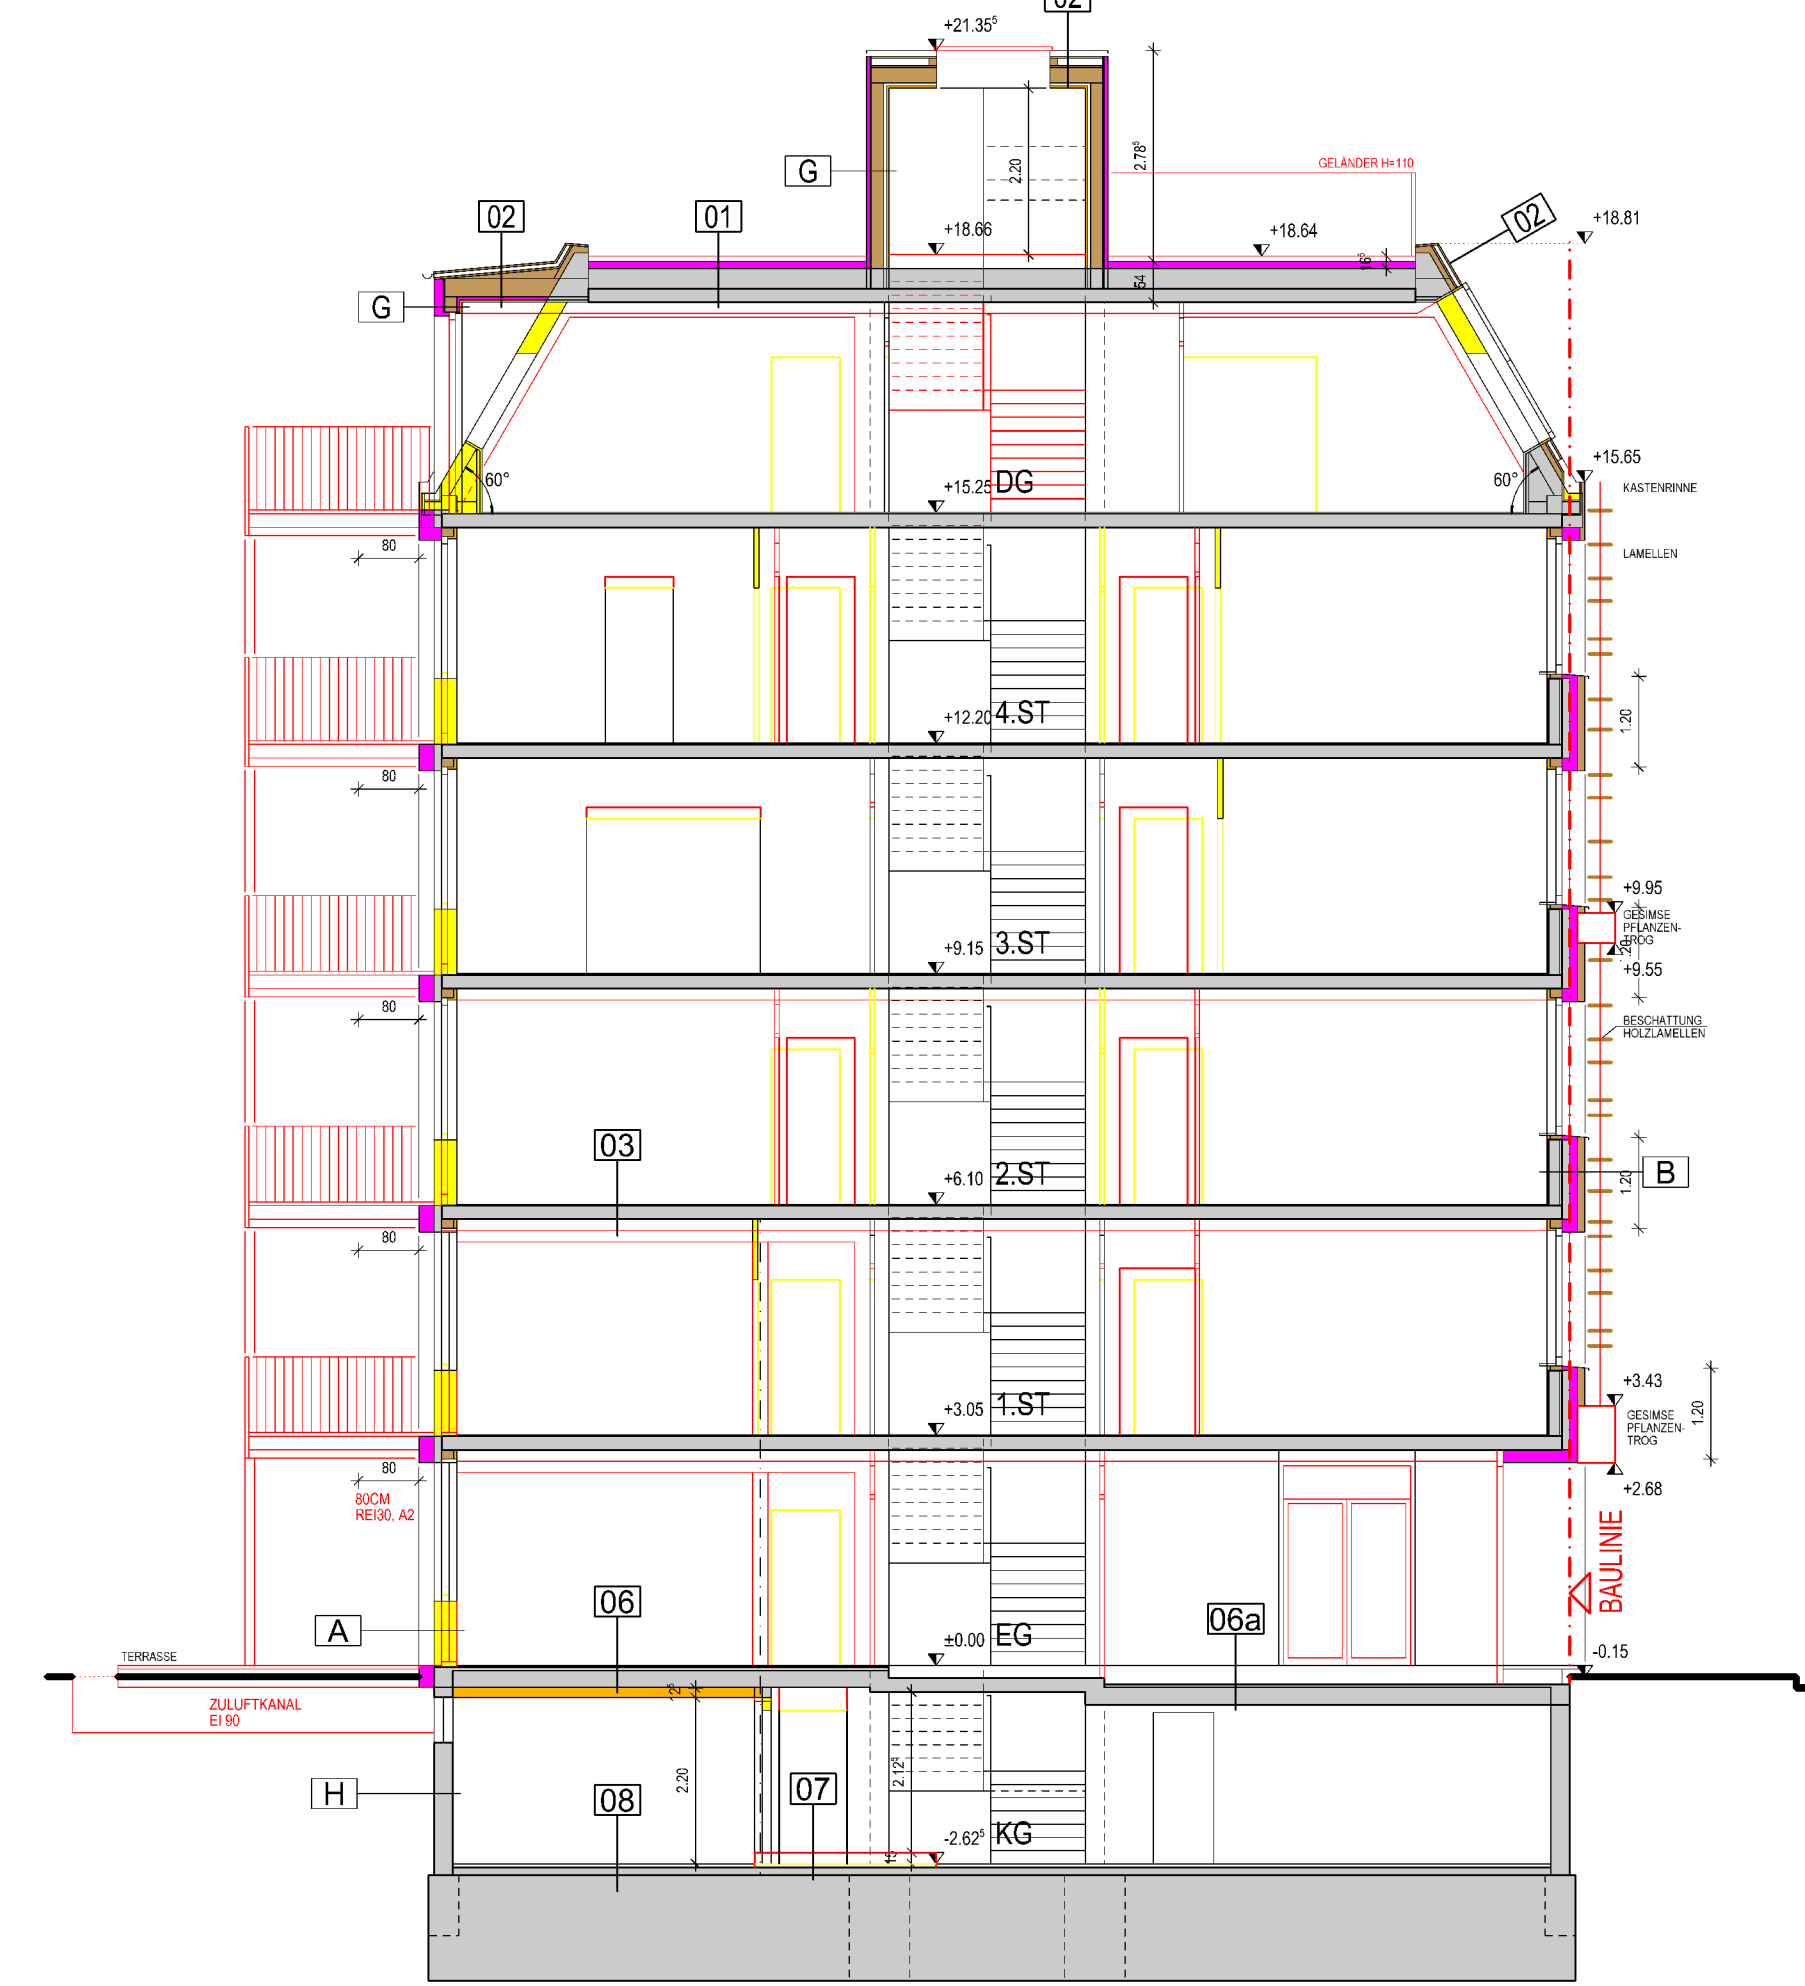 02
+21.35⁵
2.78⁵
2.20
G
GELÄNDER H=110
02
01
02
+18.81
+18.66
+18.64
16⁵
54
G
60°
60°
+15.25
DG
+15.65
KASTENRINNE
80
LAMELLEN
+12.20
4.ST
1.20
80
+9.95
GESIMSE
PFLANZEN-
TROG
+9.15
3.ST
+9.55
80
BESCHATTUNG
HOLZLAMELLEN
03
+6.10
2.ST
1.20
B
80
+3.05
1.ST
+3.43
GESIMSE
PFLANZEN-
TROG
1.20
80
+2.68
80CM
REI30, A2
BAULINIE
06
06a
A
±0.00
EG
-0.15
TERRASSE
ZULUFTKANAL
EI 90
2.20
2.12⁵
H
08
07
-2.62⁵
KG
15